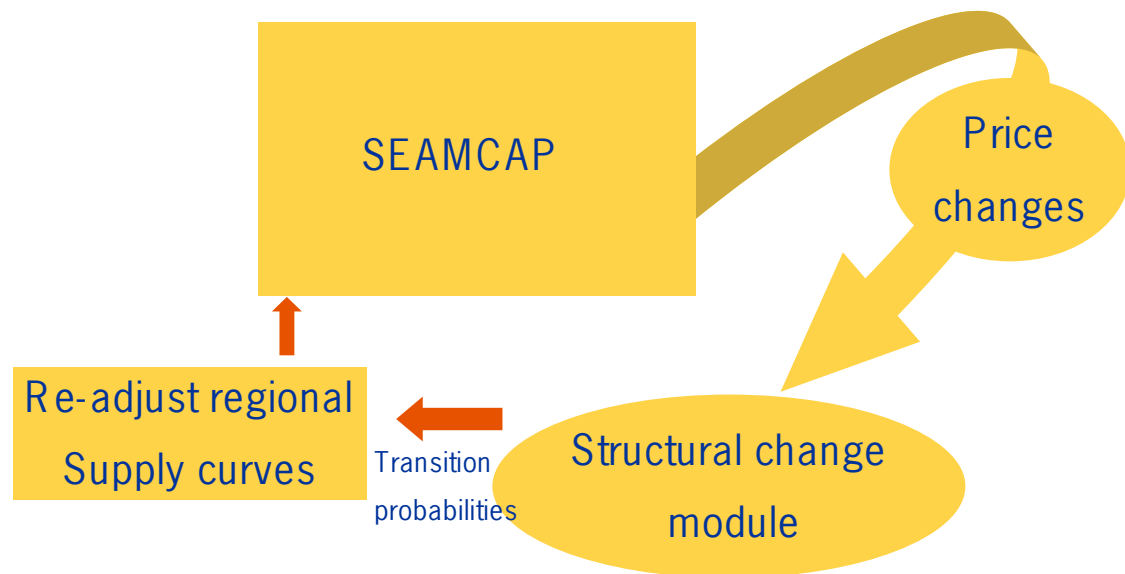 SEAMCAP
Price
changes
Re-adjust regional
Supply curves
Transition
probabilities
Structural change
module